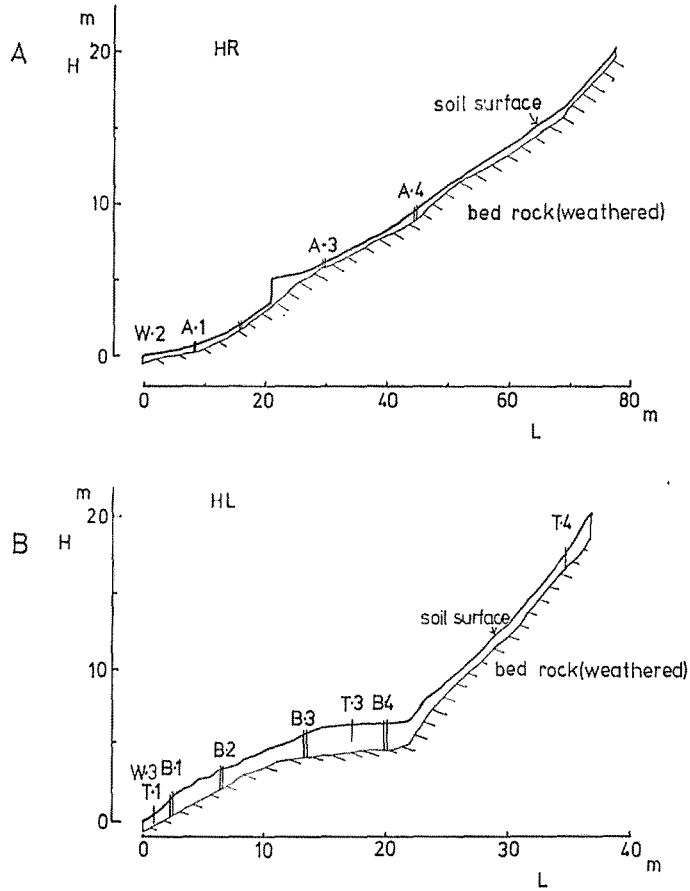 A
m
H
HR
20
soil surface
A·4
10
bed rock(weathered)
A·3
W·2 A·1
0
0 20 40 60 80
m
L
B
m
H
HL
20
T·4
soil surface
10
bed rock(weathered)
B·3 T·3 B4
B·2
W·3 B·1
T·1
0
0 10 20 30 40
m
L